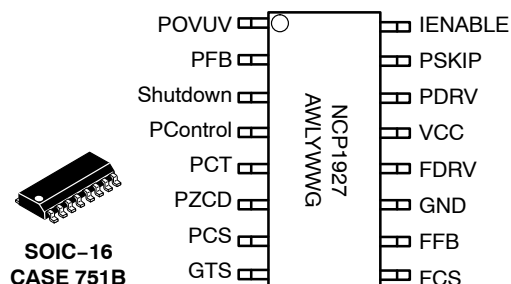 POVUV
PFB
Shutdown
PControl
PCT
PZCD
PCS
GTS
NCP1927
AWLYWWG
IENABLE
PSKIP
PDRV
VCC
FDRV
GND
FFB
FCS
SOIC−16
CASE 751B